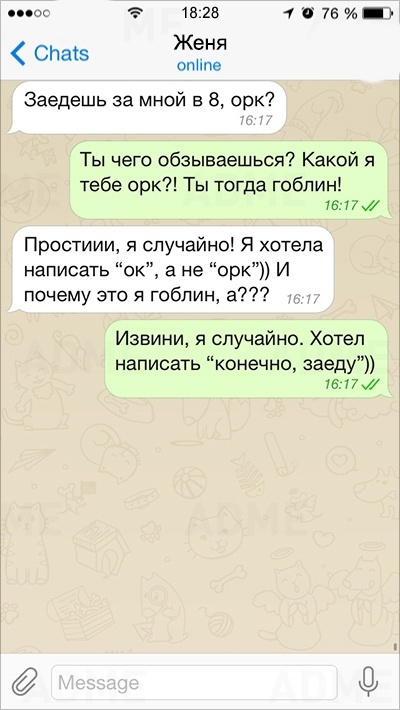 18:28
76 %
Chats
Женя
online
Заедешь за мной в 8, орк?
16:17
Ты чего обзываешься? Какой я
тебе орк?! Ты тогда гоблин!
16:17
Простиии, я случайно! Я хотела
написать “ок”, а не “орк”)) И
почему это я гоблин, а???
16:17
Извини, я случайно. Хотел
написать “конечно, заеду”))
16:17
ADME
ADME
Message